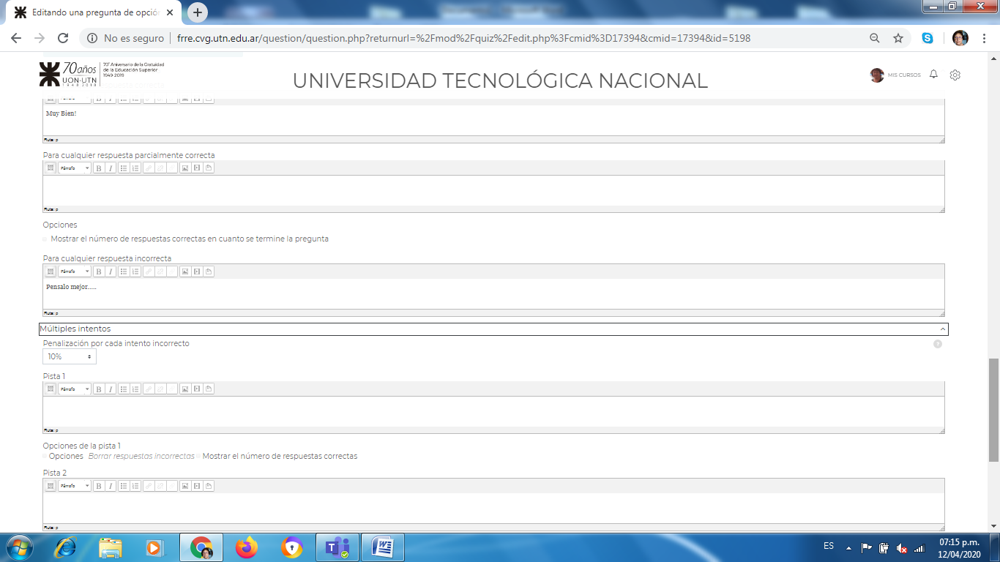 Editando una pregunta de opción
No es seguro
frre.cvg.utn.edu.ar/question/question.php?returnurl=%2Fmod%2Fquiz%2Fedit.php%3Fcmid%3D17394&cmid=17394&id=5198
70 años
UON·UTN
1948-2018
70° Aniversario de la Gratuidad
de la Educación Superior
1949-2019
UNIVERSIDAD TECNOLÓGICA NACIONAL
MIS CURSOS
Muy Bien!
Ruta: p
Para cualquier respuesta parcialmente correcta
Párrafo B I
Ruta: p
Opciones
Mostrar el número de respuestas correctas en cuanto se termine la pregunta
Para cualquier respuesta incorrecta
Párrafo B I
Pensalo mejor.....
Ruta: p
Múltiples intentos
Penalización por cada intento incorrecto
10%
Pista 1
Párrafo B I
Ruta: p
Opciones de la pista 1
Opciones Borrar respuestas incorrectas Mostrar el número de respuestas correctas
Pista 2
Párrafo B I
Ruta: p
ES
07:15 p.m.
12/04/2020